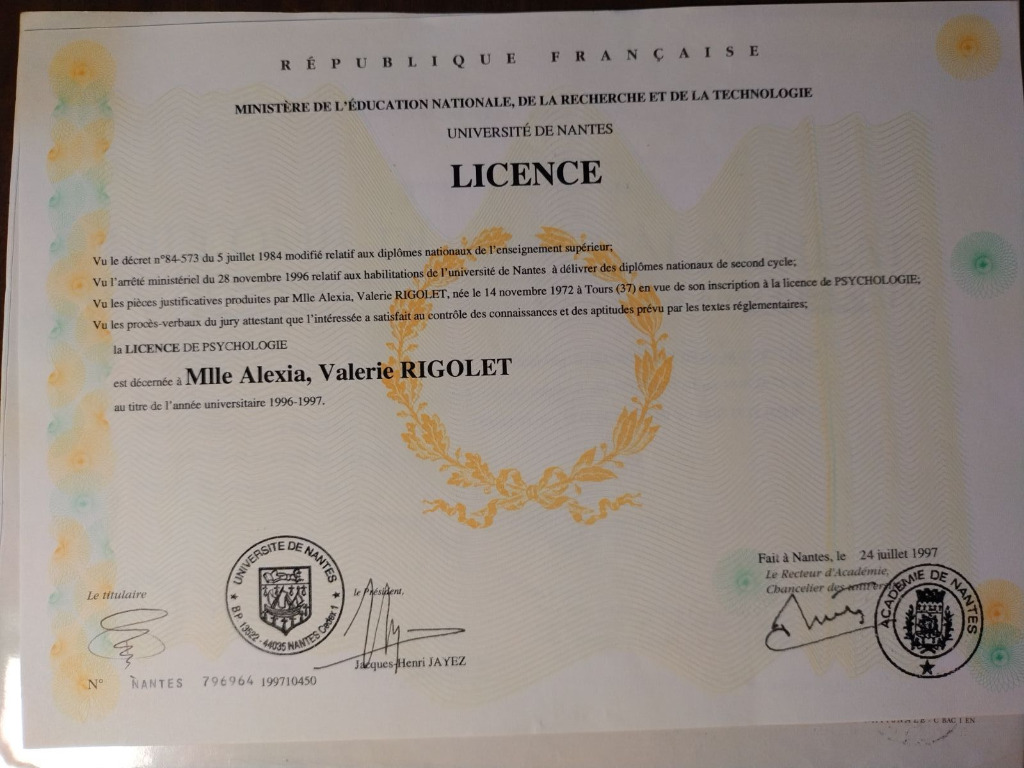 RÉPUBLIQUE FRANÇAISE
MINISTÈRE DE L'ÉDUCATION NATIONALE, DE LA RECHERCHE ET DE LA TECHNOLOGIE
UNIVERSITÉ DE NANTES
LICENCE
Vu le décret n°84-573 du 5 juillet 1984 modifié relatif aux diplômes nationaux de l'enseignement supérieur;
Vu l'arrêté ministériel du 28 novembre 1996 relatif aux habilitations de l'université de Nantes à délivrer des diplômes nationaux de second cycle;
Vu les pièces justificatives produites par Mlle Alexia, Valerie RIGOLET, née le 14 novembre 1972 à Tours (37) en vue de son inscription à la licence de PSYCHOLOGIE;
Vu les procès-verbaux du jury attestant que l'intéressée a satisfait au contrôle des connaissances et des aptitudes prévu par les textes réglementaires;
la LICENCE DE PSYCHOLOGIE
est décernée à Mlle Alexia, Valerie RIGOLET
au titre de l'année universitaire 1996-1997.
Fait à Nantes, le 24 juillet 1997
Le Recteur d'Académie,
Chancelier des
ACADÉMIE DE NANTES
Le titulaire
UNIVERSITE DE NANTES
B.P. 13522 - 44035 NANTES Cedex 1
le Président,
Jacques-Henri JAYEZ
N° NANTES 796964 199710450